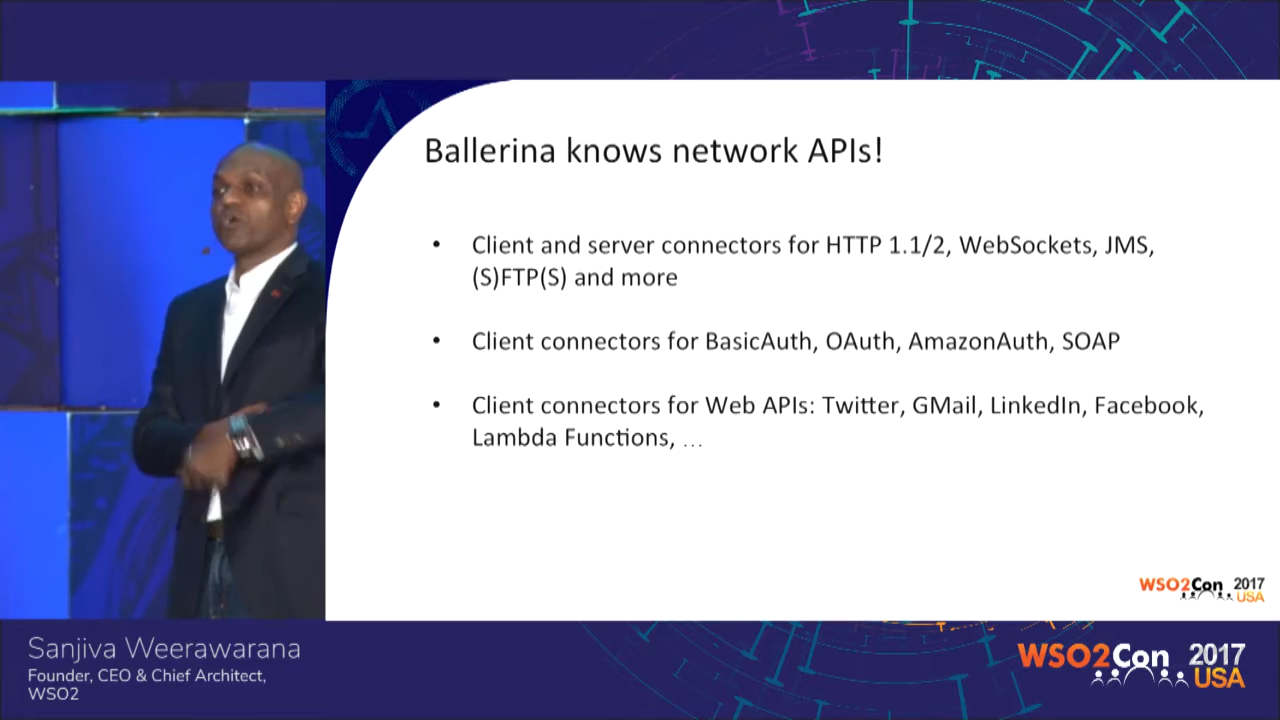 Ballerina knows network APIs!
• Client and server connectors for HTTP 1.1/2, WebSockets, JMS,
(S)FTP(S) and more
• Client connectors for BasicAuth, OAuth, AmazonAuth, SOAP
• Client connectors for Web APIs: Twitter, GMail, LinkedIn, Facebook,
Lambda Functions, …
WSO2Con 2017
USA
Sanjiva Weerawarana
Founder, CEO & Chief Architect,
WSO2
WSO2Con 2017
USA